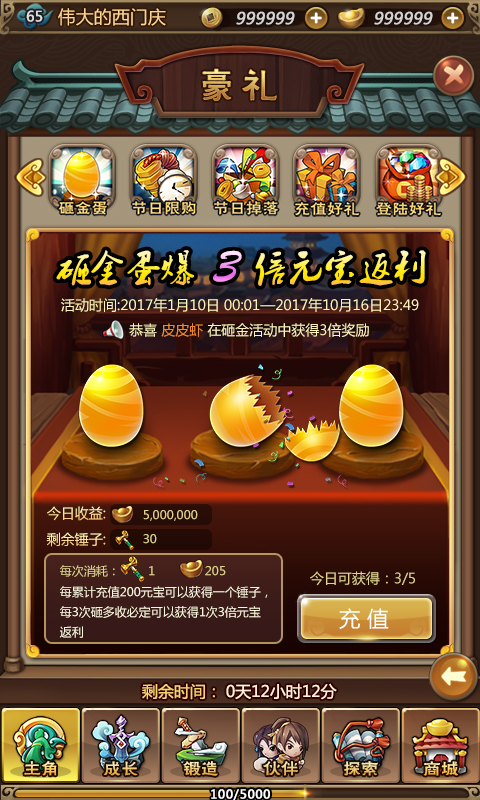 65 伟大的西门庆 999999 999999
豪礼
砸金蛋 节日限购 节日掉落 充值好礼 登陆好礼
砸金蛋爆 3 倍元宝返利
活动时间:2017年1月10日 00:01—2017年10月16日23:49
恭喜 皮皮虾 在砸金活动中获得3倍奖励
今日收益: 5,000,000
剩余锤子: 30
每次消耗: 1 205
每累计充值200元宝可以获得一个锤子，
每3次砸多收必定可以获得1次3倍元宝
返利
今日可获得：3/5
充值
剩余时间： 0天12小时12分
主角 成长 锻造 伙伴 探索 商城
100/5000